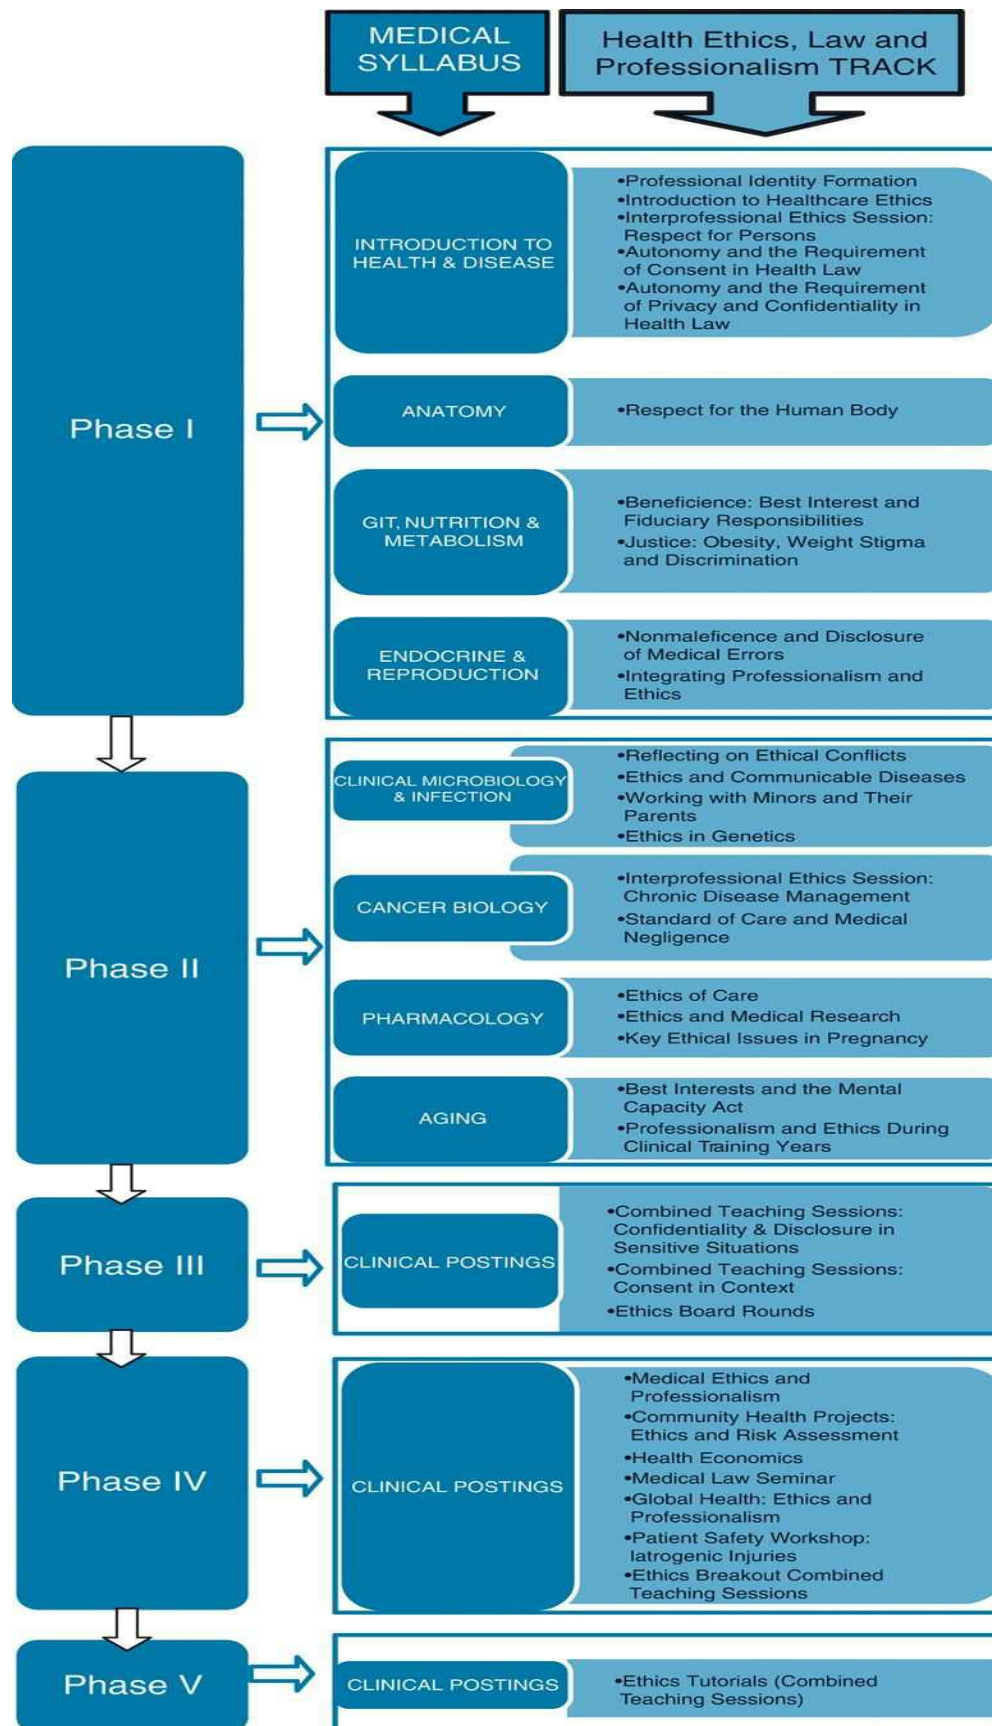 MEDICAL
SYLLABUS
Health Ethics, Law and
Professionalism TRACK
Phase I
INTRODUCTION TO
HEALTH & DISEASE
•Professional Identity Formation
•Introduction to Healthcare Ethics
•Interprofessional Ethics Session:
Respect for Persons
•Autonomy and the Requirement
of Consent in Health Law
•Autonomy and the Requirement
of Privacy and Confidentiality in
Health Law
ANATOMY
•Respect for the Human Body
GIT, NUTRITION &
METABOLISM
•Beneficience: Best Interest and
Fiduciary Responsibilities
•Justice: Obesity, Weight Stigma
and Discrimination
ENDOCRINE &
REPRODUCTION
•Nonmaleficence and Disclosure
of Medical Errors
•Integrating Professionalism and
Ethics
Phase II
CLINICAL MICROBIOLOGY
& INFECTION
•Reflecting on Ethical Conflicts
•Ethics and Communicable Diseases
•Working with Minors and Their
Parents
•Ethics in Genetics
CANCER BIOLOGY
•Interprofessional Ethics Session:
Chronic Disease Management
•Standard of Care and Medical
Negligence
PHARMACOLOGY
•Ethics of Care
•Ethics and Medical Research
•Key Ethical Issues in Pregnancy
AGING
•Best Interests and the Mental
Capacity Act
•Professionalism and Ethics During
Clinical Training Years
Phase III
CLINICAL POSTINGS
•Combined Teaching Sessions:
Confidentiality & Disclosure in
Sensitive Situations
•Combined Teaching Sessions:
Consent in Context
•Ethics Board Rounds
Phase IV
CLINICAL POSTINGS
•Medical Ethics and
Professionalism
•Community Health Projects:
Ethics and Risk Assessment
•Health Economics
•Medical Law Seminar
•Global Health: Ethics and
Professionalism
•Patient Safety Workshop:
Iatrogenic Injuries
•Ethics Breakout Combined
Teaching Sessions
Phase V
CLINICAL POSTINGS
•Ethics Tutorials (Combined
Teaching Sessions)